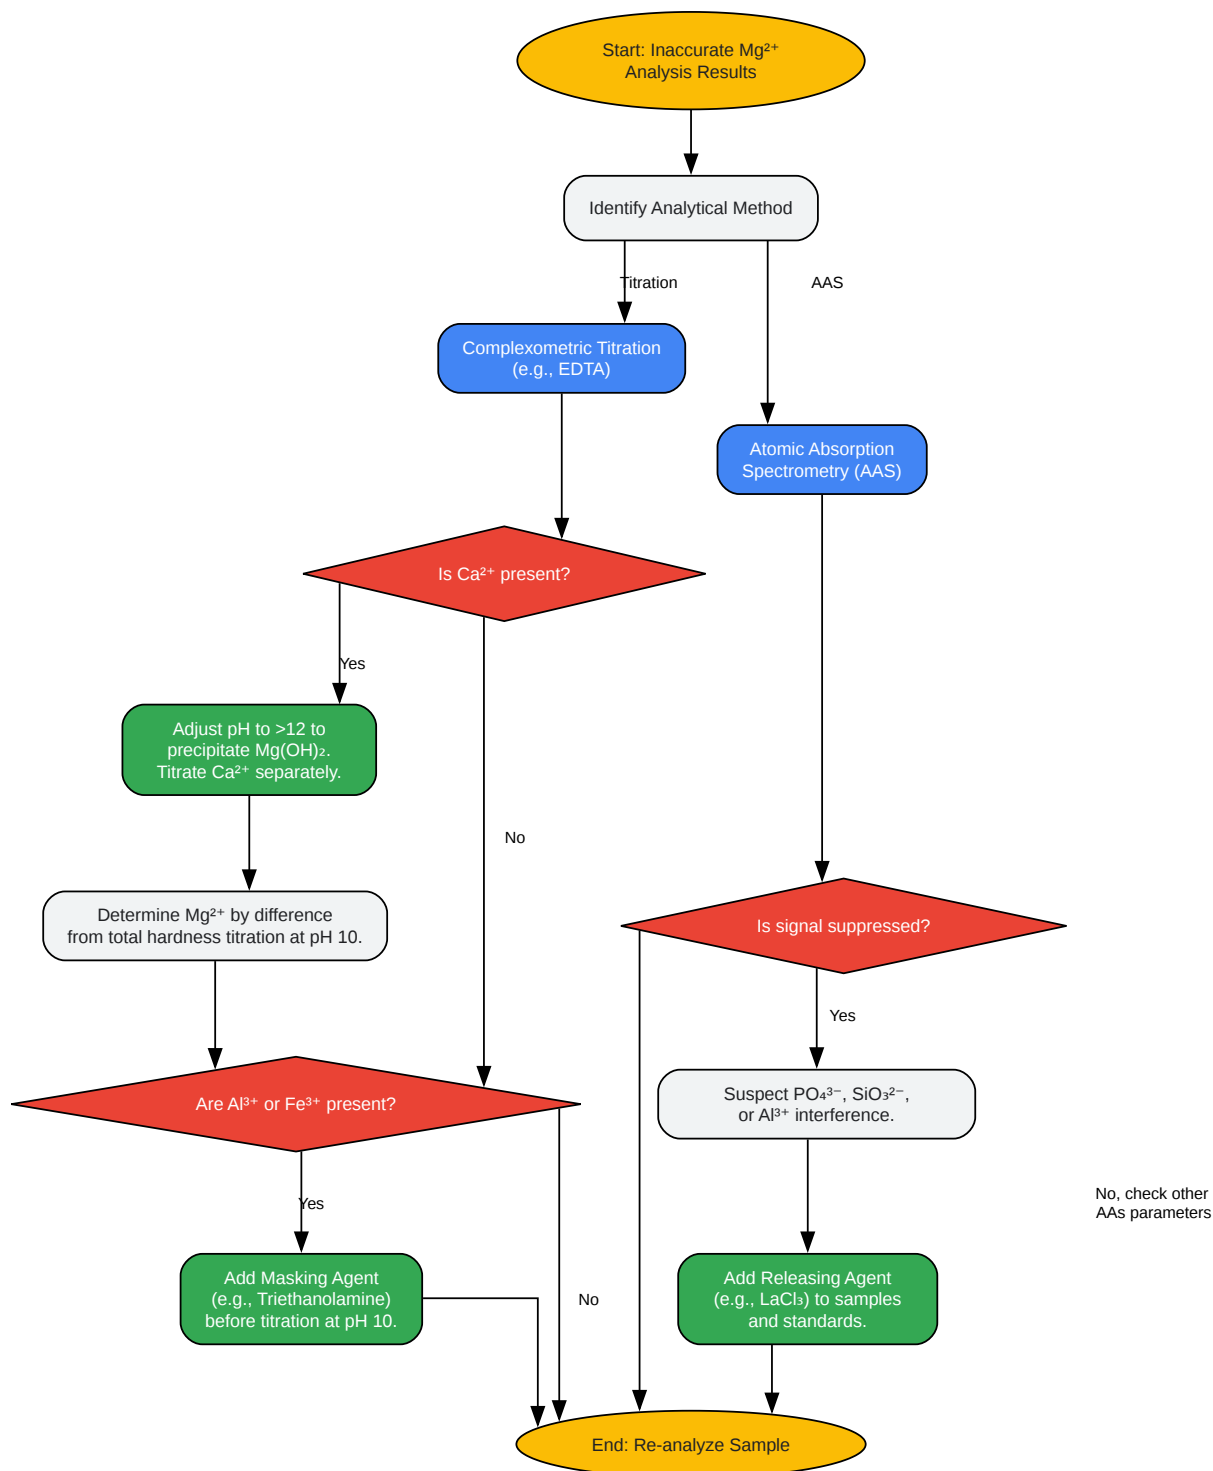 Start: Inaccurate Mg²⁺
Analysis Results
Identify Analytical Method
Titration
AAS
Complexometric Titration
(e.g., EDTA)
Atomic Absorption
Spectrometry (AAS)
Is Ca²⁺ present?
Yes
Adjust pH to >12 to
precipitate Mg(OH)₂.
Titrate Ca²⁺ separately.
No
Determine Mg²⁺ by difference
from total hardness titration at pH 10.
Is signal suppressed?
Yes
Are Al³⁺ or Fe³⁺ present?
Suspect PO₄³⁻, SiO₃²⁻,
or Al³⁺ interference.
Yes
No, check other
AAs parameters
Add Masking Agent
(e.g., Triethanolamine)
before titration at pH 10.
No
Add Releasing Agent
(e.g., LaCl₃) to samples
and standards.
End: Re-analyze Sample